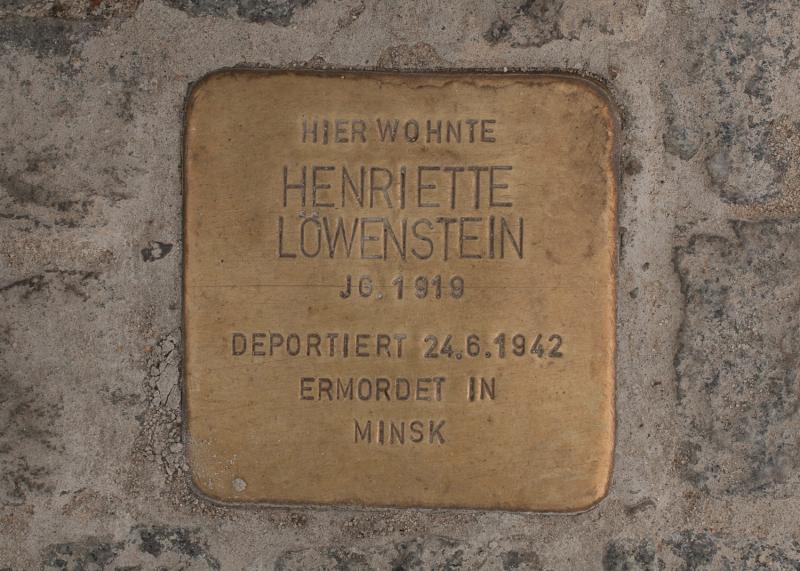 HIER WOHNTE
HENRIETTE
LÖWENSTEIN
JG. 1919
DEPORTIERT 24.6.1942
ERMORDET IN
MINSK